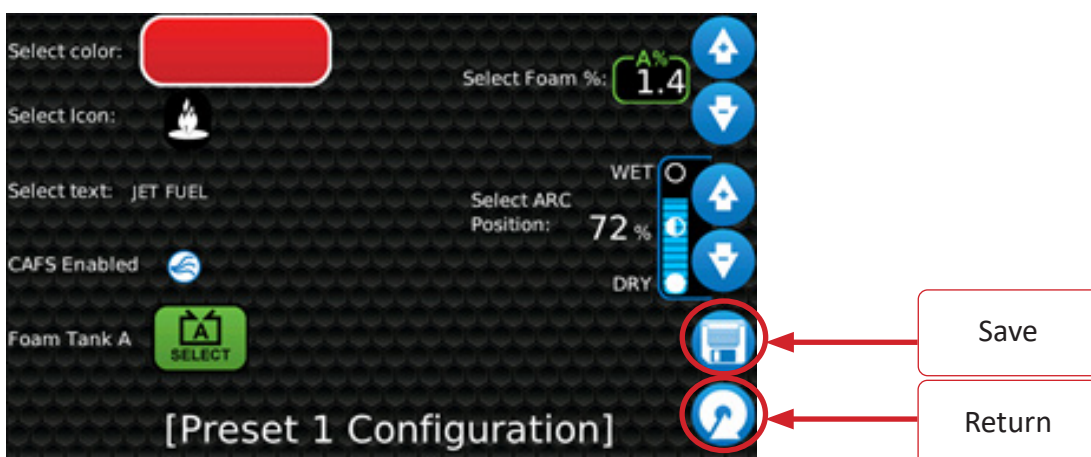 Select color:
A%
Select Foam %: 1.4
Select Icon:
WET
Select text: JET FUEL
Select ARC
Position: 72 %
CAFS Enabled
DRY
Foam Tank A
A
SELECT
Save
[Preset 1 Configuration]
Return